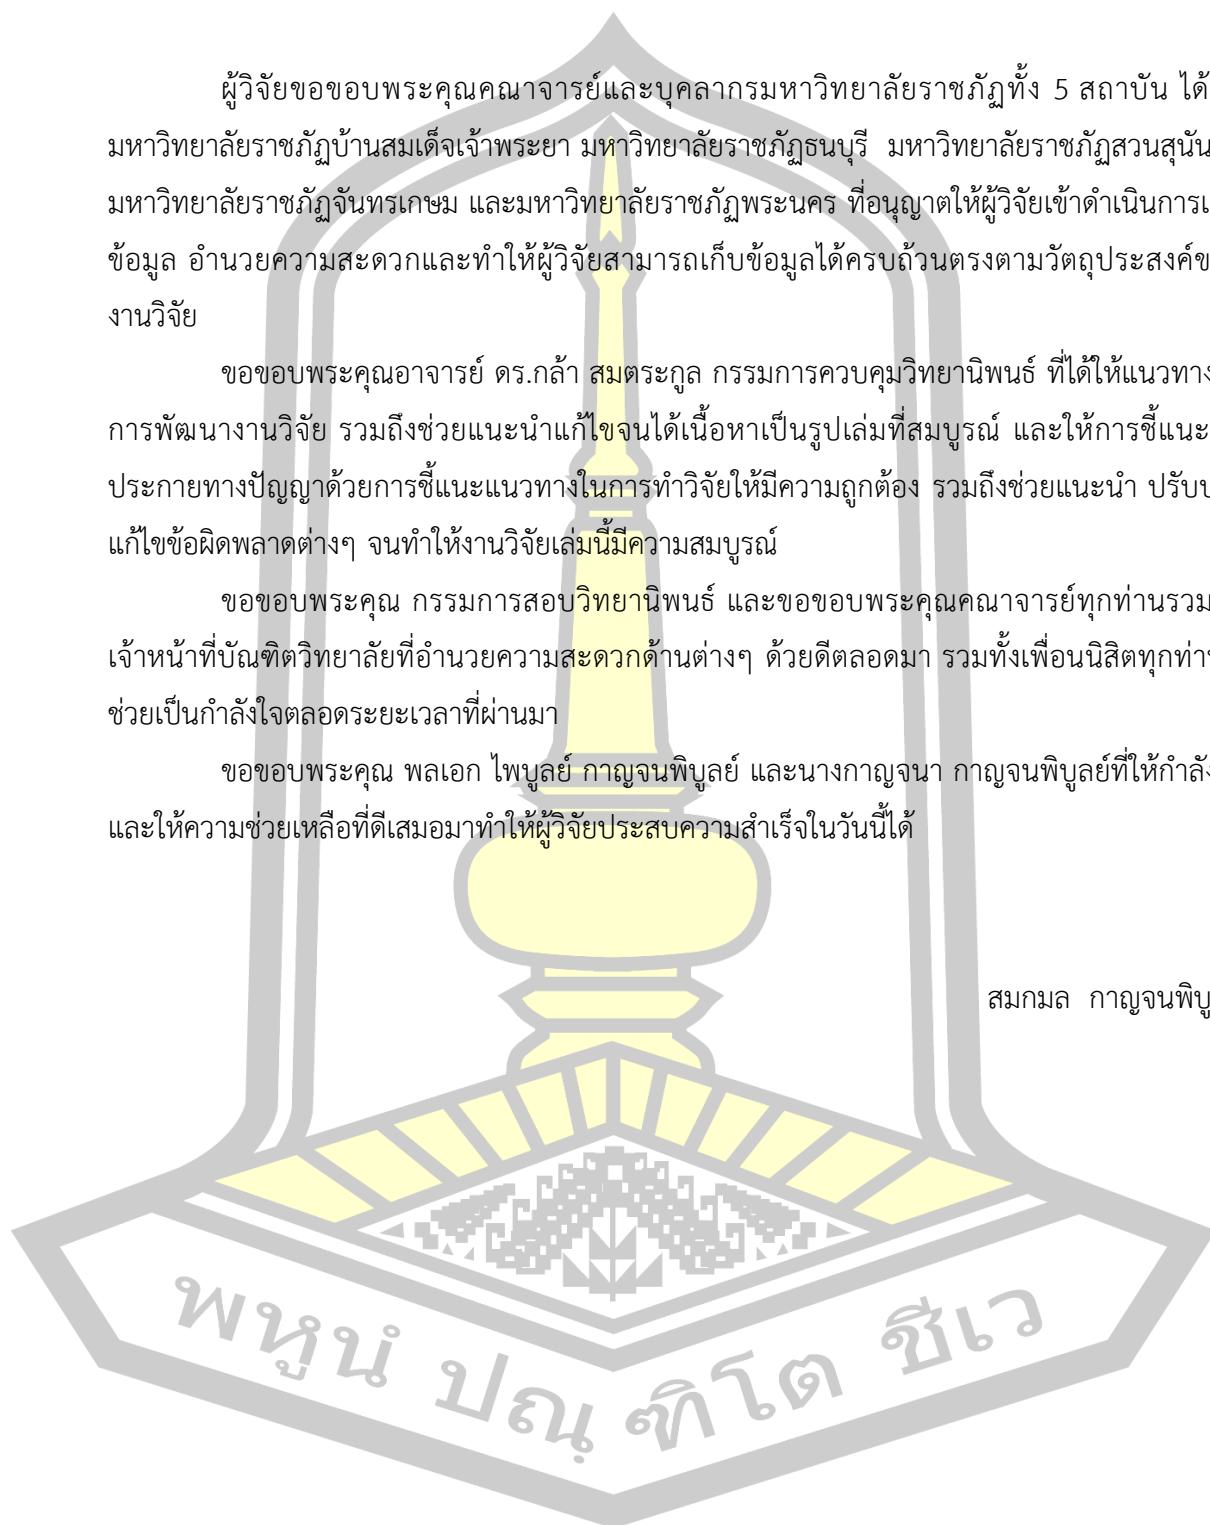 ผู้วิจัยขอขอบพระคุณคณาจารย์และบุคลากรมหาวิทยาลัยราชภัฏทั้ง 5 สถาบัน ได้
มหาวิทยาลัยราชภัฏบ้านสมเด็จเจ้าพระยา มหาวิทยาลัยราชภัฏธนบุรี มหาวิทยาลัยราชภัฏสวนสุนัน
มหาวิทยาลัยราชภัฏจันทรเกษม และมหาวิทยาลัยราชภัฏพระนคร ที่อนุญาตให้ผู้วิจัยเข้าดำเนินการเ
ข้อมูล อำนวยความสะดวกและทำให้ผู้วิจัยสามารถเก็บข้อมูลได้ครบถ้วนตรงตามวัตถุประสงค์ข
งานวิจัย
ขอขอบพระคุณอาจารย์ ดร.กล้า สมตระกูล กรรมการควบคุมวิทยานิพนธ์ ที่ได้ให้แนวทาง
การพัฒนางานวิจัย รวมถึงช่วยแนะนำแก้ไขจนได้เนื้อหาเป็นรูปเล่มที่สมบูรณ์ และให้การชี้แนะ
ประกายทางปัญญาด้วยการชี้แนะแนวทางในการทำวิจัยให้มีความถูกต้อง รวมถึงช่วยแนะนำ ปรับป
แก้ไขข้อผิดพลาดต่างๆ จนทำให้งานวิจัยเล่มนี้มีความสมบูรณ์
ขอขอบพระคุณ กรรมการสอบวิทยานิพนธ์ และขอขอบพระคุณคณาจารย์ทุกท่านรวม
เจ้าหน้าที่บัณฑิตวิทยาลัยที่อำนวยความสะดวกด้านต่างๆ ด้วยดีตลอดมา รวมทั้งเพื่อนนิสิตทุกท่าน
ช่วยเป็นกำลังใจตลอดระยะเวลาที่ผ่านมา
ขอขอบพระคุณ พลเอก ไพบูลย์ กาญจนพิบูลย์ และนางกาญจนา กาญจนพิบูลย์ที่ให้กำลัง
และให้ความช่วยเหลือที่ดีเสมอมาทำให้ผู้วิจัยประสบความสำเร็จในวันนี้ได้
สมกมล กาญจนพิบู
พหูนํ ปณฺฑิโต ชีเว